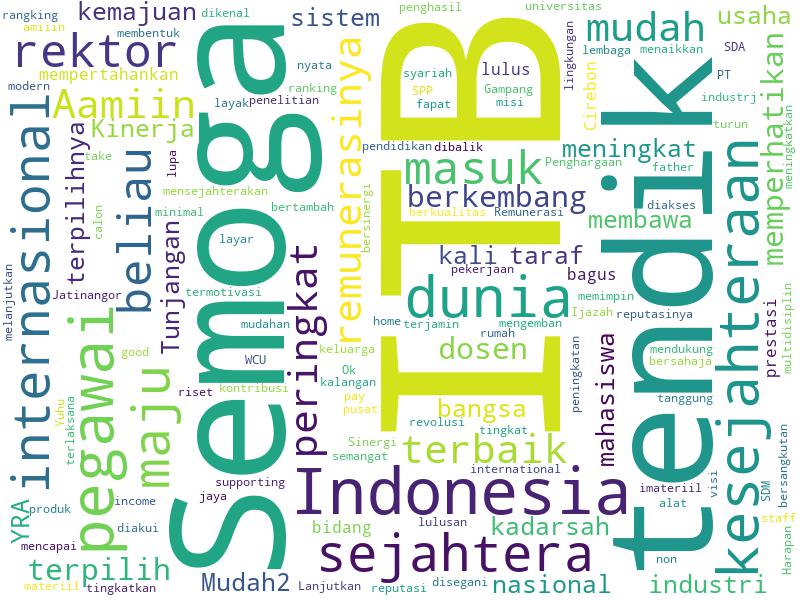 rangking
kemajuan
dikenal
sistem
penghasil
universitas
usaha
amiiin
membentuk
rektor
mudah
lembaga
menaikkan
SDA
mempertahankan
nyata
modern
Aamiin
layak
penelitian
ranking
syariah
SPP
fapat
lulus
Gampang
misi
lingkungan
Cirebon
PT
industrj
Kinerja
turun
internasional
terpilihnya
take
beliau
lupa
Semoga
remunerasinya
ITB
pendidikan
dibalik
meningkat
tendik
memperhatikan
meningkatkan
masuk
Penghargaan
father
mensejahterakan
calon
minimal
bertambah
bersinergi
berkembang
berkualitas
Remunerasi
diakses
membawa
layar
Tunjangan
peringkat
kali
taraf
pekerjaan
bagus
kesejahteraan
melanjutkan
Jatinangor
termotivasi
dunia
memimpin
Ijazah
reputasinya
multidisiplin
prestasi
pegawai
mudahan
home
terjamin
mengemban
rumah
good
maju
WCU
keluarga
dosen
mahasiswa
mendukung
bersahaja
Ok
kalangan
peningkatan
riset
kontribusi
pay
pusat
bangsa
tanggung
Yuhu
terlaksana
revolusi
tingkat
Sinergi
semangat
terbaik
bersangkutan
international
supporting
jaya
Indonesia
imateriil
visi
SDM
alat
YRA
produk
income
diakui
bidang
lulusan
kadarsah
staff
Harapan
mencapai
sejahtera
non
terpilih
materiil
tingkatkan
Mudah2
Lanjutkan
reputasi
disegani
nasional
industri